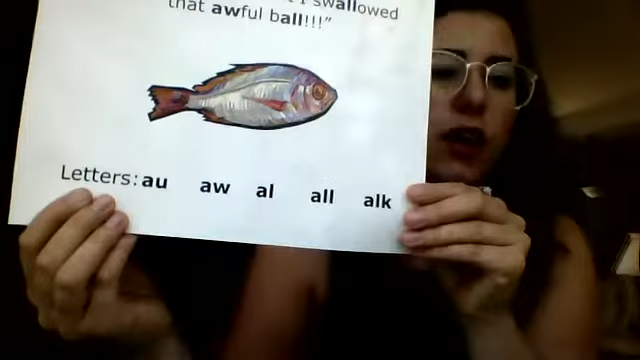 I swallowed
that awful ball!!!”
Letters: au aw al all alk